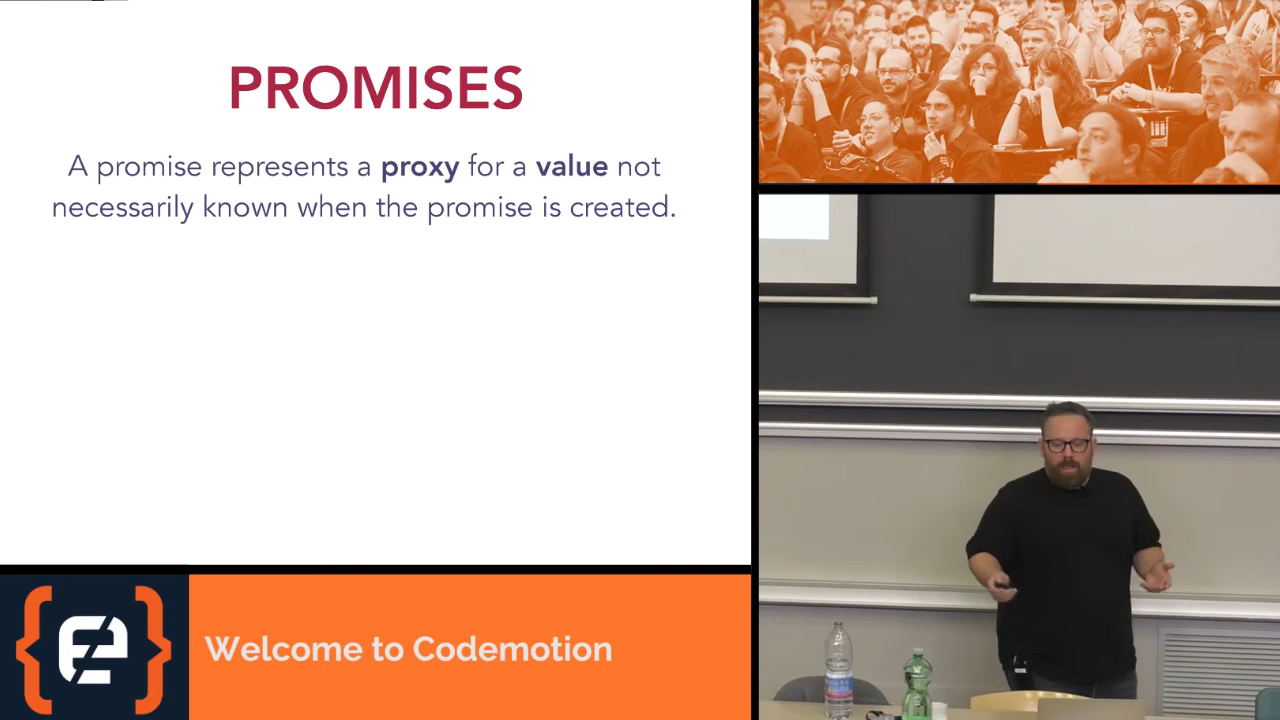 PROMISES
A promise represents a proxy for a value not
necessarily known when the promise is created.
Welcome to Codemotion